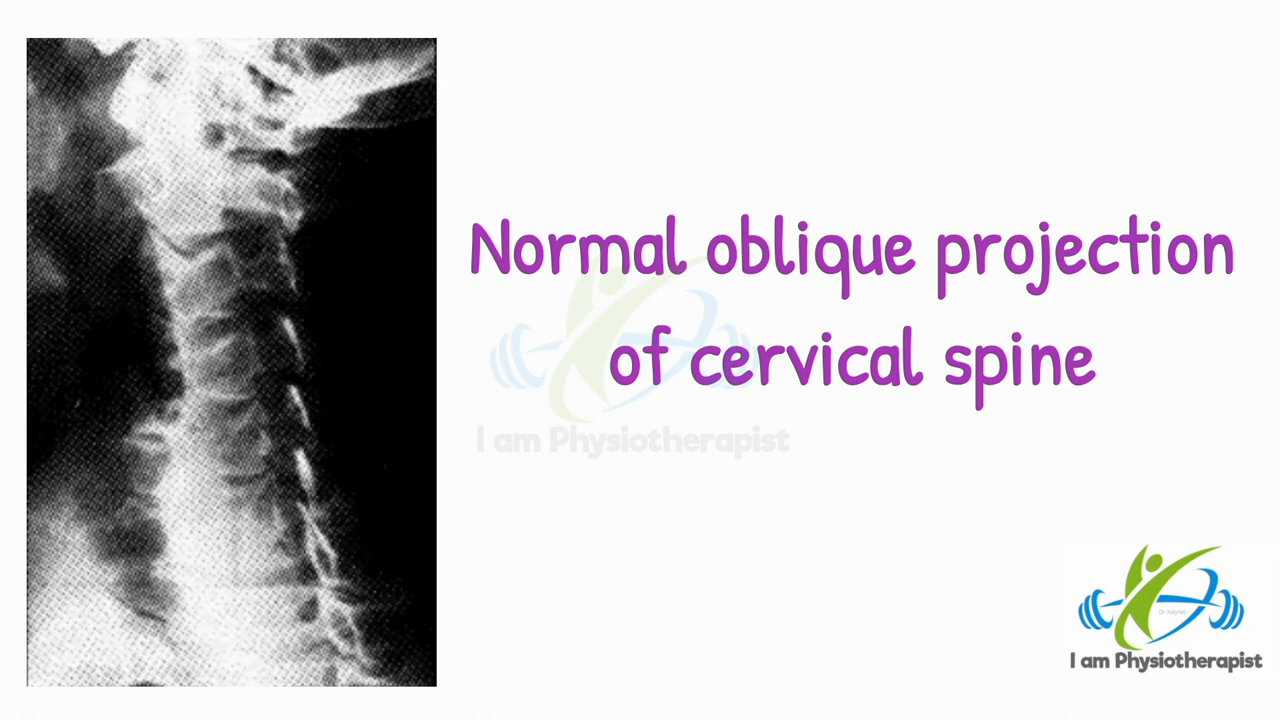 Normal oblique projection
of cervical spine
I am Physiotherapist
I am Physiotherapist